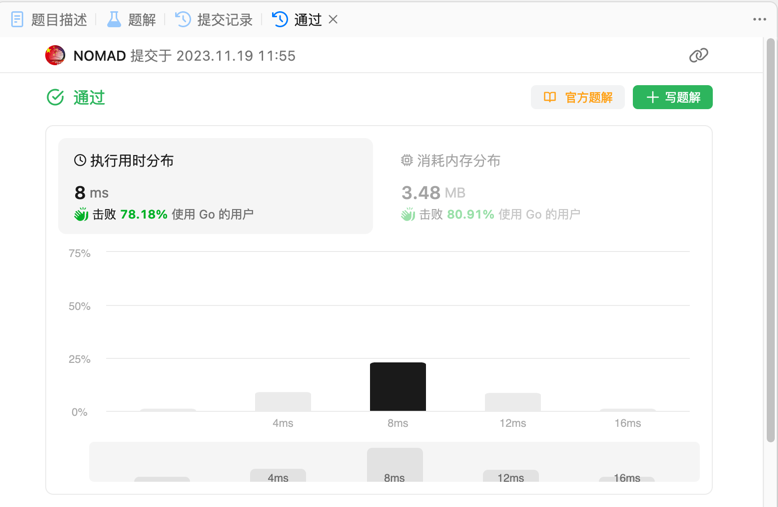 题目描述 题解 提交记录 通过
NOMAD 提交于 2023.11.19 11:55
通过 官方题解 写题解
执行用时分布 消耗内存分布
8 ms 3.48 MB
击败 78.18% 使用 Go 的用户 击败 80.91% 使用 Go 的用户
75%
50%
25%
0%
4ms 8ms 12ms 16ms
4ms 8ms 12ms 16ms